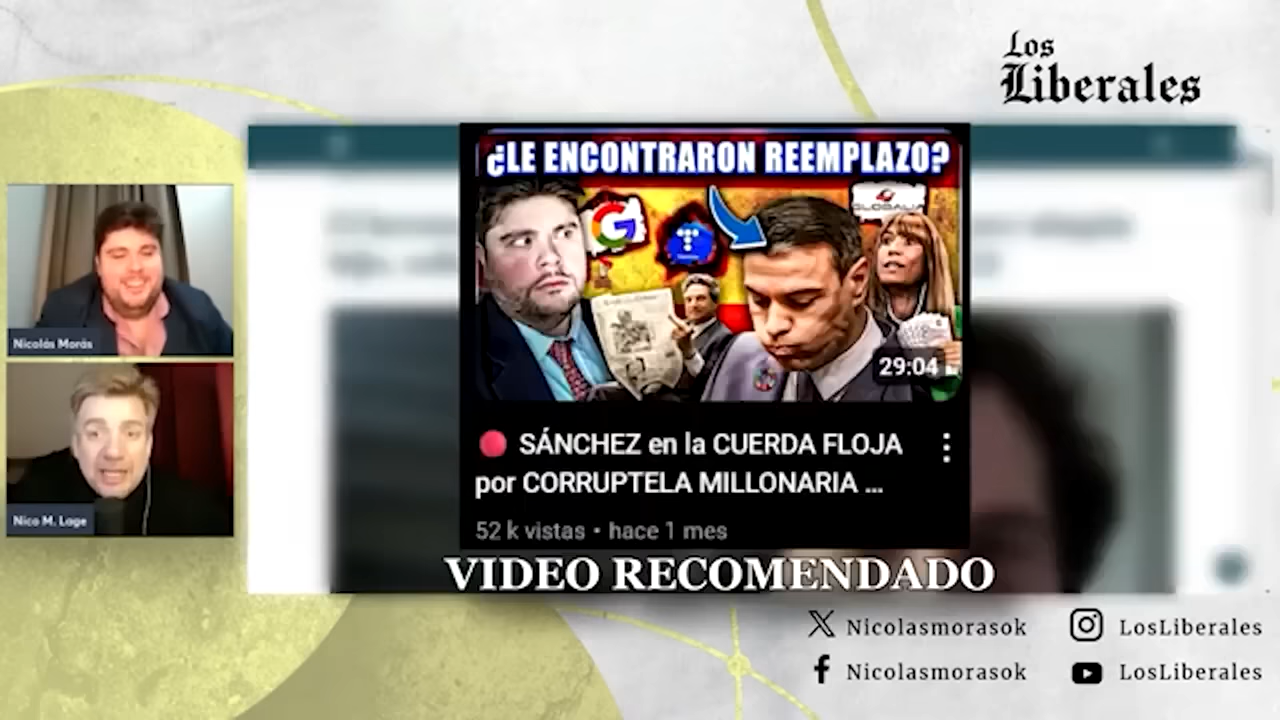 Los
Liberales
¿LE ENCONTRARON REEMPLAZO?
GLOBALIA
29:04
SÁNCHEZ en la CUERDA FLOJA
por CORRUPTELA MILLONARIA ...
52 k vistas • hace 1 mes
VIDEO RECOMENDADO
Nicolás Morás
Nico M. Lage
Nicolasmorasok
LosLiberales
Nicolasmorasok
LosLiberales